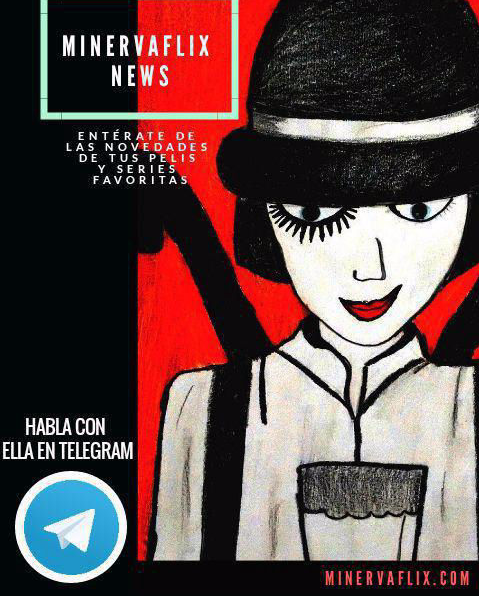 MINERVAFLIX
NEWS
ENTÉRATE DE
LAS NOVEDADES
DE TUS PELIS
Y SERIES
FAVORITAS
HABLA CON
ELLA EN TELEGRAM
MINERVAFLIX.COM